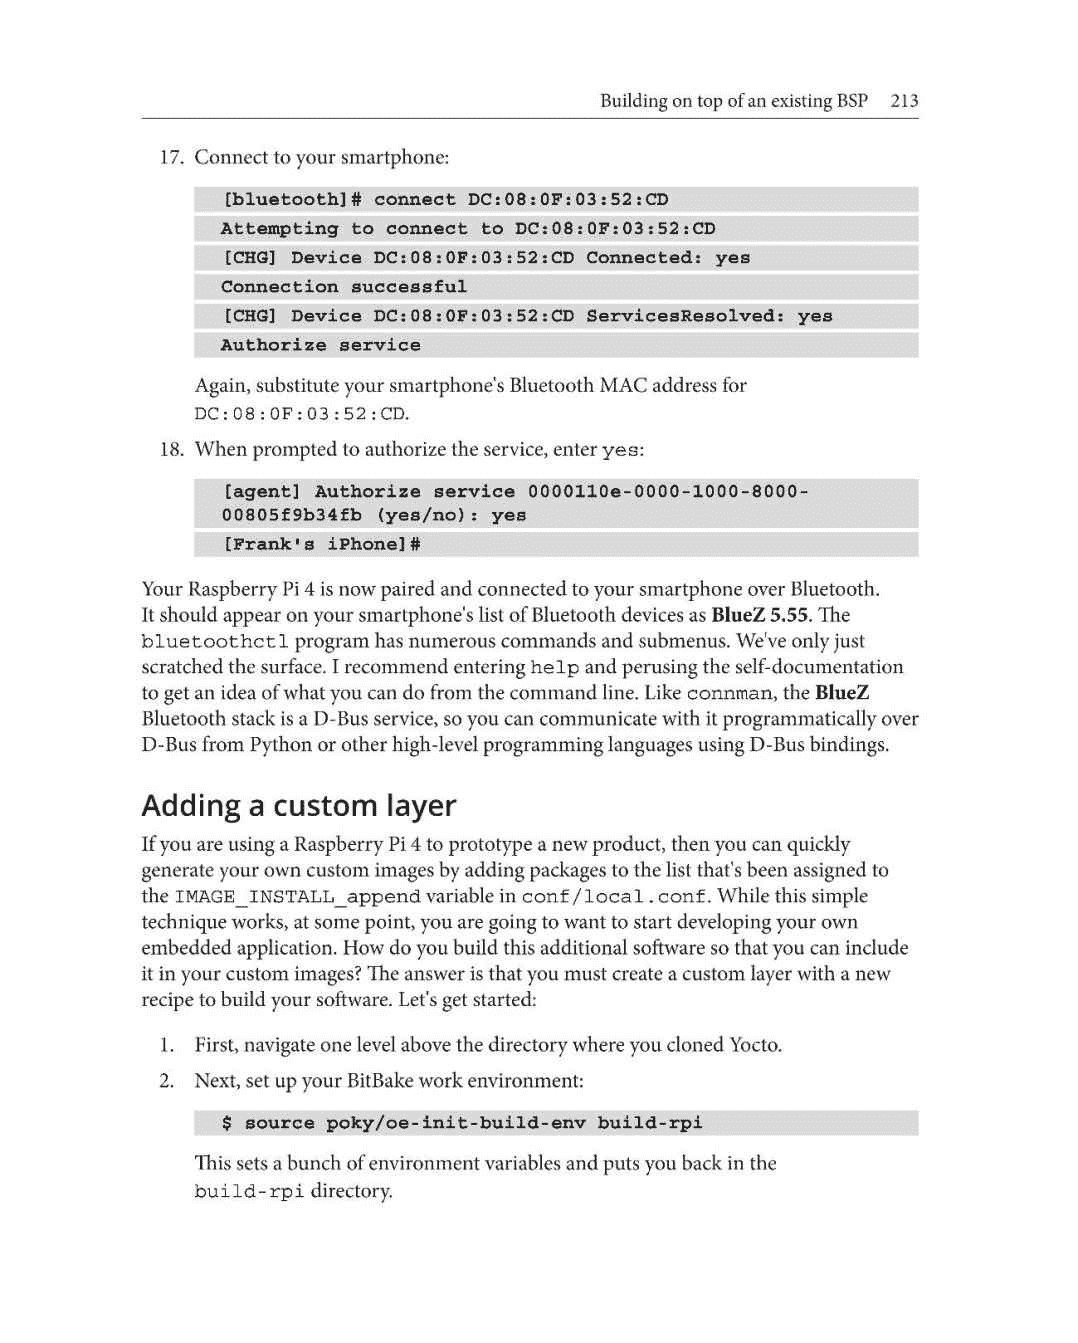 Building on top of an existing BSP 213
17. Connect to your smartphone:
[bluetooth]# connect DC:08:0F:03:52:CD
Attempting to connect to DC:08:0F:03:52:CD
[CHG] Device DC:08:0F:03:52:CD Connected: yes
Connection successful
[CHG] Device DC:08:0F:03:52:CD ServicesResolved: yes
Authorize service
Again, substitute your smartphone's Bluetooth MAC address for
DC:08:0F:03:52:CD.
18. When prompted to authorize the service, enter yes:
[agent] Authorize service 0000110e-0000-1000-8000-
00805f9b34fb (yes/no): yes
[Frank's iPhone]#
Your Raspberry Pi 4 is now paired and connected to your smartphone over Bluetooth.
It should appear on your smartphone's list of Bluetooth devices as BlueZ 5.55. The
bluetoothctl program has numerous commands and submenus. We've only just
scratched the surface. I recommend entering help and perusing the self-documentation
to get an idea of what you can do from the command line. Like connman, the BlueZ
Bluetooth stack is a D-Bus service, so you can communicate with it programmatically over
D-Bus from Python or other high-level programming languages using D-Bus bindings.
Adding a custom layer
If you are using a Raspberry Pi 4 to prototype a new product, then you can quickly
generate your own custom images by adding packages to the list that's been assigned to
the IMAGE_INSTALL_append variable in conf/local.conf. While this simple
technique works, at some point, you are going to want to start developing your own
embedded application. How do you build this additional software so that you can include
it in your custom images? The answer is that you must create a custom layer with a new
recipe to build your software. Let's get started:
1. First, navigate one level above the directory where you cloned Yocto.
2. Next, set up your BitBake work environment:
$ source poky/oe-init-build-env build-rpi
This sets a bunch of environment variables and puts you back in the
build-rpi directory.